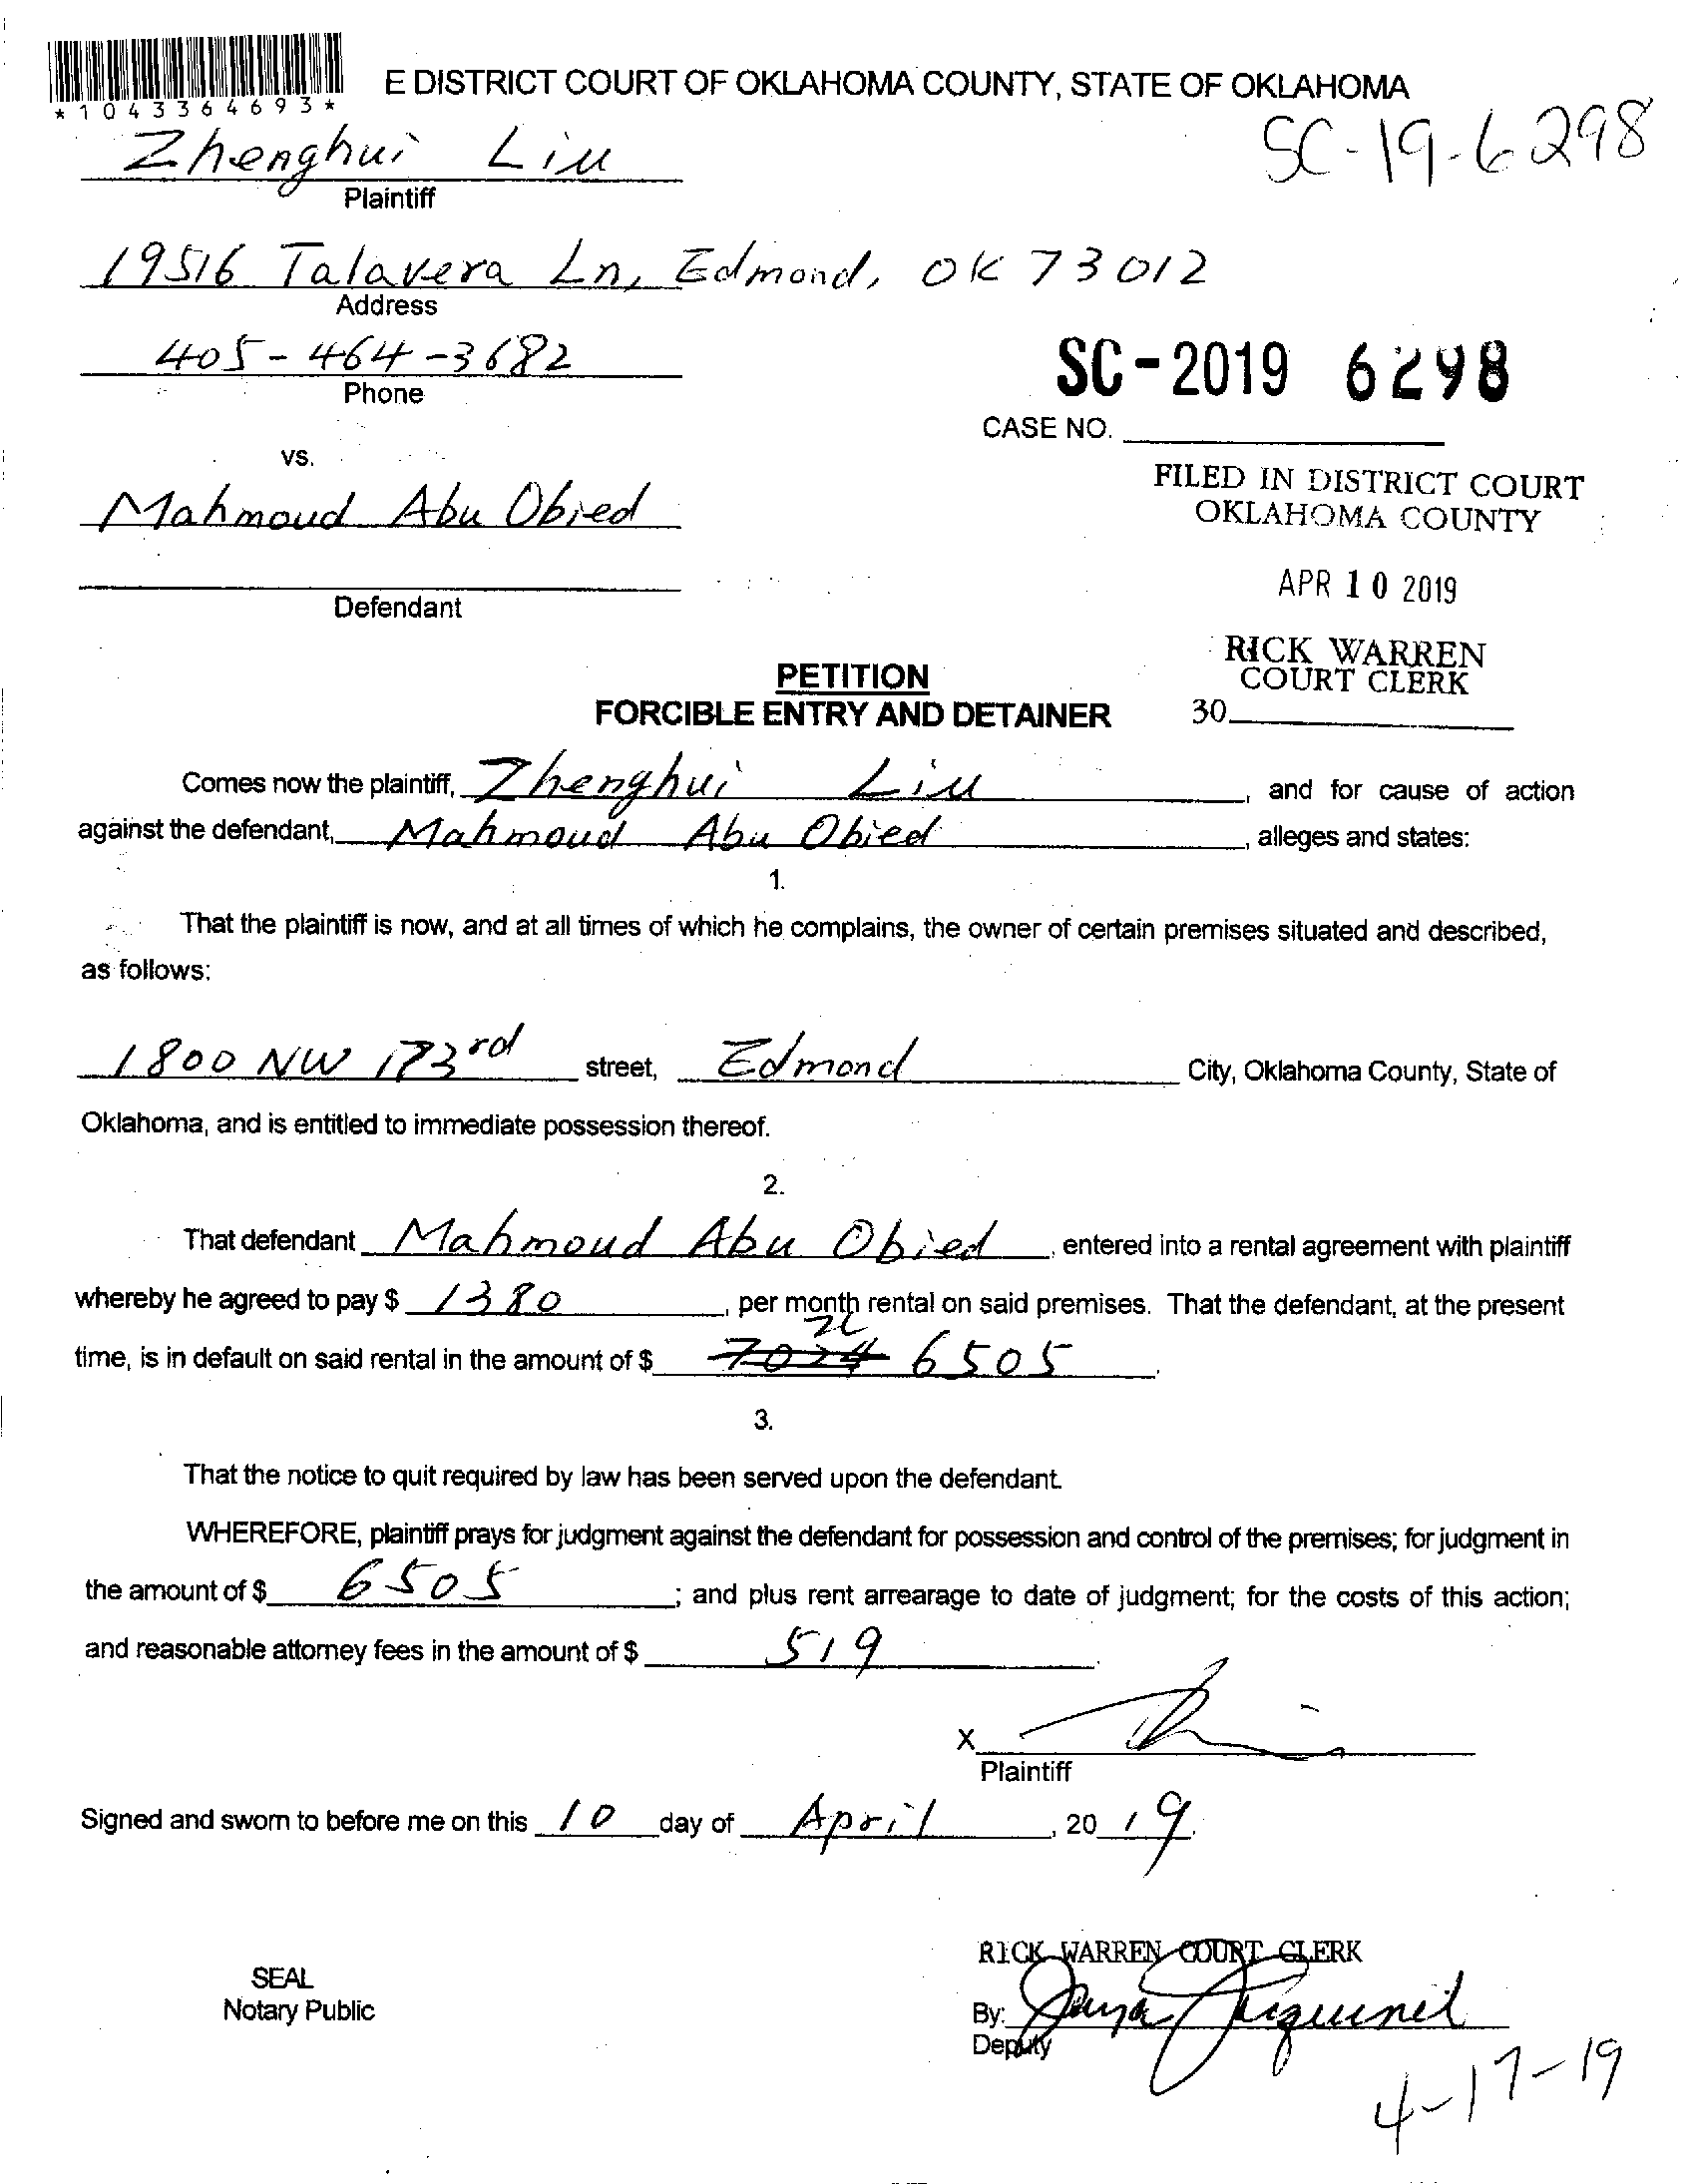 *1043364693*
E DISTRICT COURT OF OKLAHOMA COUNTY, STATE OF OKLAHOMA
SC-19-6298
Zhenghui Liu
Plaintiff
19516 Talavera Ln, Edmond, OK 73012
Address
405-464-3682
Phone
SC-2019 6298
CASE NO.
vs.
FILED IN DISTRICT COURT
OKLAHOMA COUNTY
Mahmoud Abu Obied
APR 10 2019
Defendant
RICK WARREN
COURT CLERK
30
PETITION
FORCIBLE ENTRY AND DETAINER
Comes now the plaintiff, Zhenghui Liu, and for cause of action
against the defendant, Mahmoud Abu Obied, alleges and states:
1.
That the plaintiff is now, and at all times of which he complains, the owner of certain premises situated and described,
as follows:
1800 NW 173rd street, Edmond City, Oklahoma County, State of
Oklahoma, and is entitled to immediate possession thereof.
2.
That defendant Mahmoud Abu Obied, entered into a rental agreement with plaintiff
whereby he agreed to pay $ 1380, per month rental on said premises. That the defendant, at the present
ZL
time, is in default on said rental in the amount of $ 7024 6505.
3.
That the notice to quit required by law has been served upon the defendant.
WHEREFORE, plaintiff prays for judgment against the defendant for possession and control of the premises; for judgment in
the amount of $ 6505; and plus rent arrearage to date of judgment; for the costs of this action;
and reasonable attorney fees in the amount of $ 519.
X
Plaintiff
Signed and sworn to before me on this 10 day of April, 2019.
RICK WARREN COURT CLERK
SEAL
Notary Public
By:
Deputy
4-17-19